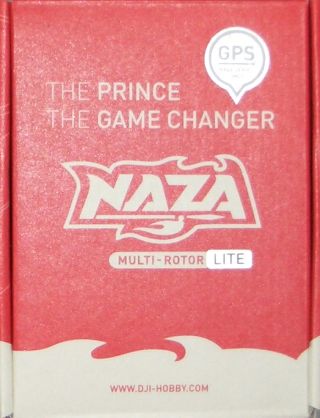 GPS
THE PRINCE
THE GAME CHANGER
NAZA
MULTI-ROTOR LITE
WWW.DJI-HOBBY.COM